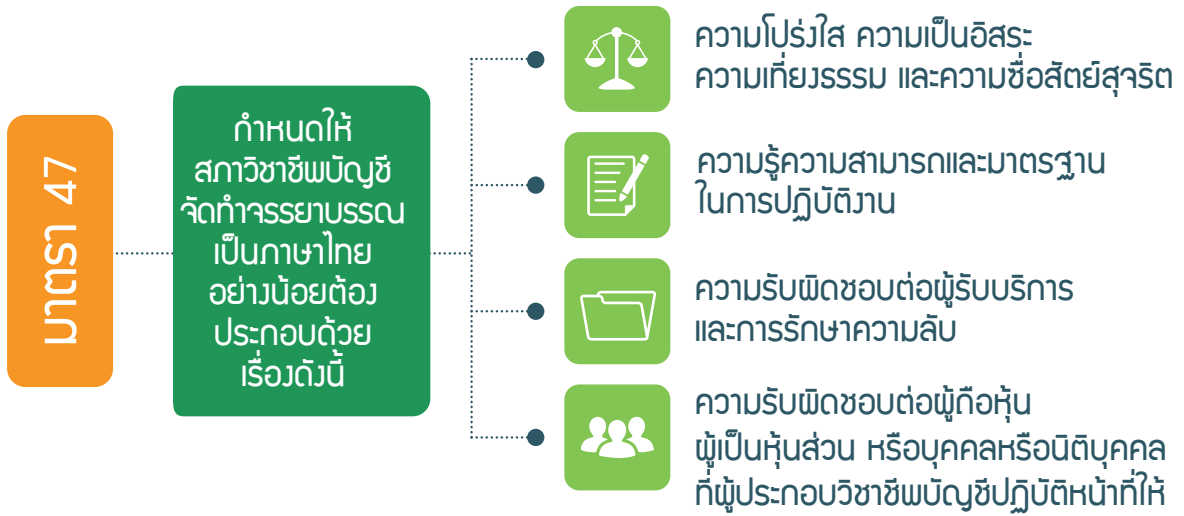 มาตรา 47
กำหนดให้
สภาวิชาชีพบัญชี
จัดทำจรรยาบรรณ
เป็นภาษาไทย
อย่างน้อยต้อง
ประกอบด้วย
เรื่องดังนี้
ความโปร่งใส ความเป็นอิสระ
ความเที่ยงธรรม และความซื่อสัตย์สุจริต
ความรู้ความสามารถและมาตรฐาน
ในการปฏิบัติงาน
ความรับผิดชอบต่อผู้รับบริการ
และการรักษาความลับ
ความรับผิดชอบต่อผู้ถือหุ้น
ผู้เป็นหุ้นส่วน หรือบุคคลหรือนิติบุคคล
ที่ผู้ประกอบวิชาชีพบัญชีปฏิบัติหน้าที่ให้